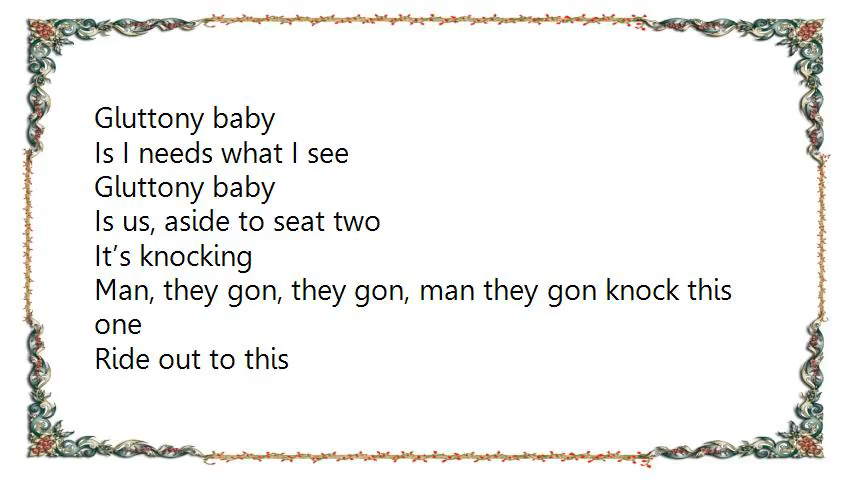 Gluttony baby
Is I needs what I see
Gluttony baby
Is us, aside to seat two
It’s knocking
Man, they gon, they gon, man they gon knock this
one
Ride out to this